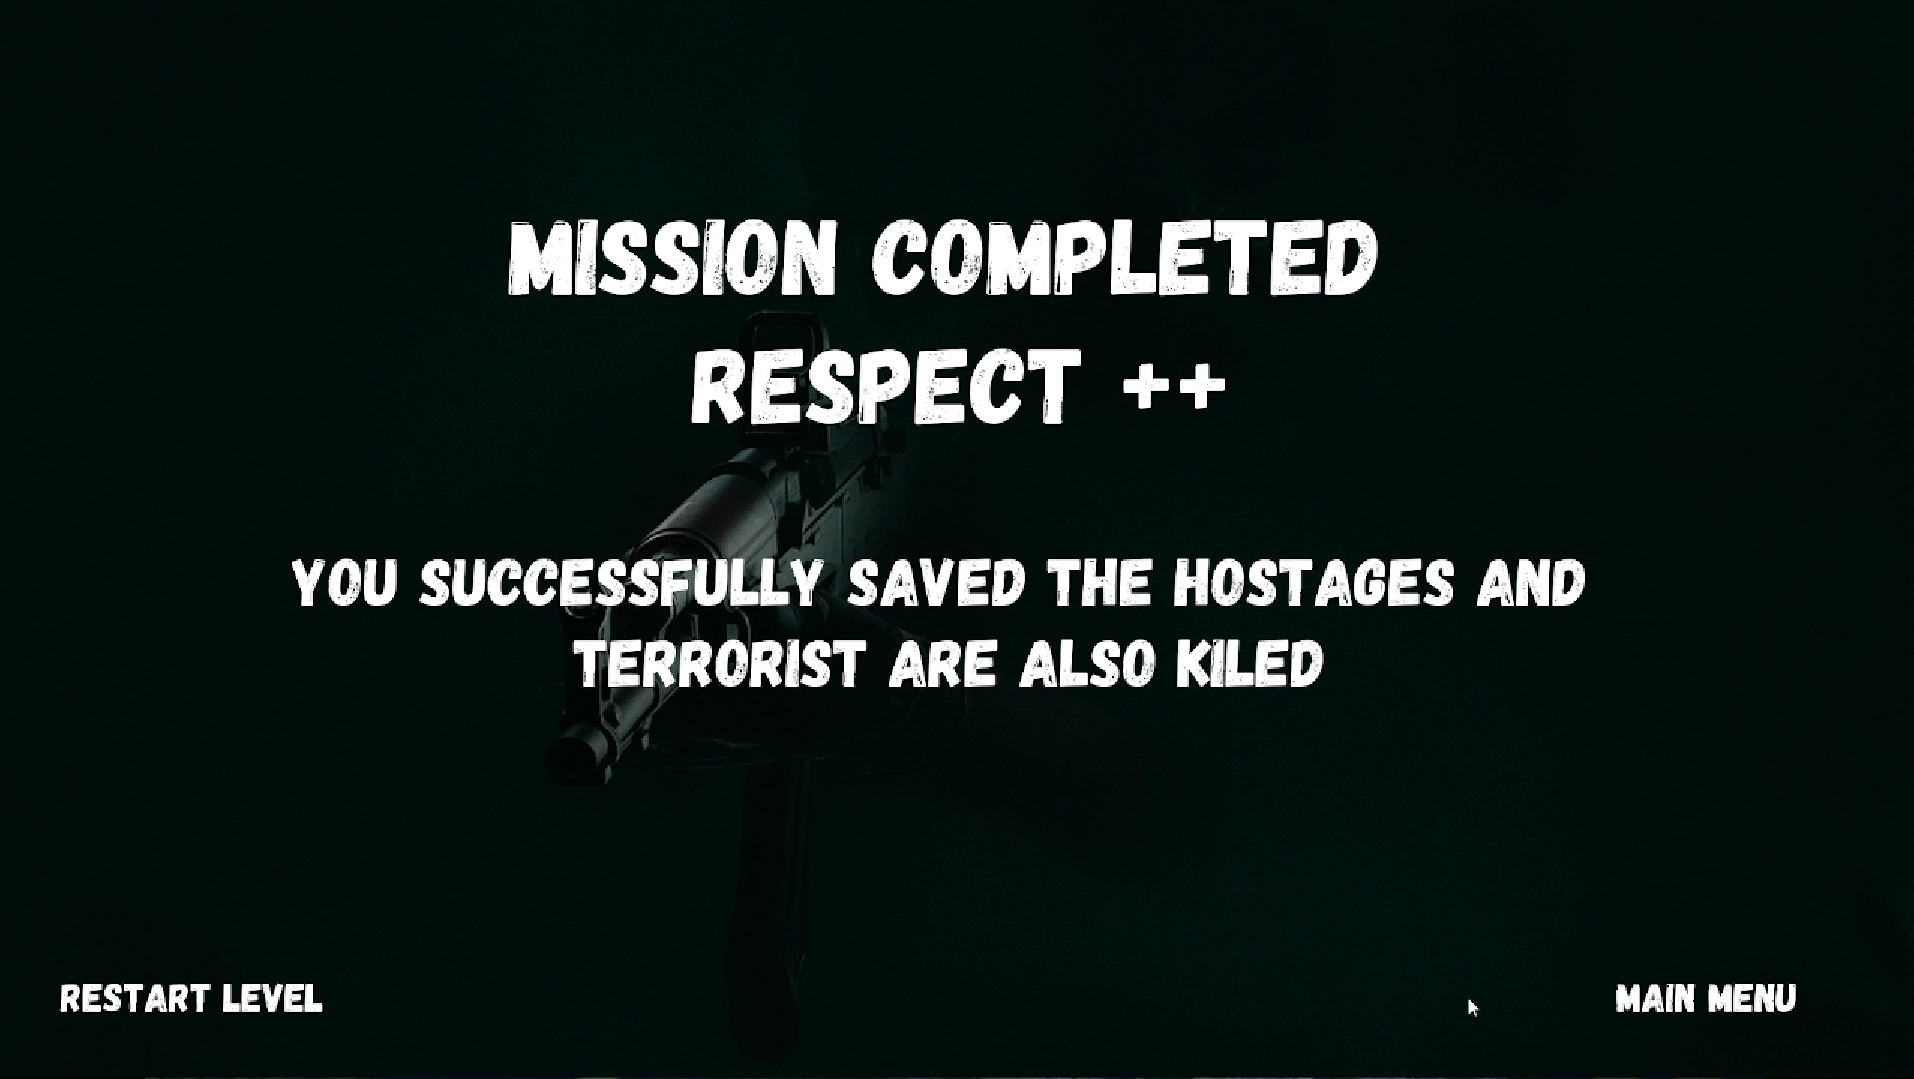 MISSION COMPLETED
RESPECT ++
YOU SUCCESSFULLY SAVED THE HOSTAGES AND
TERRORIST ARE ALSO KILED
RESTART LEVEL
MAIN MENU